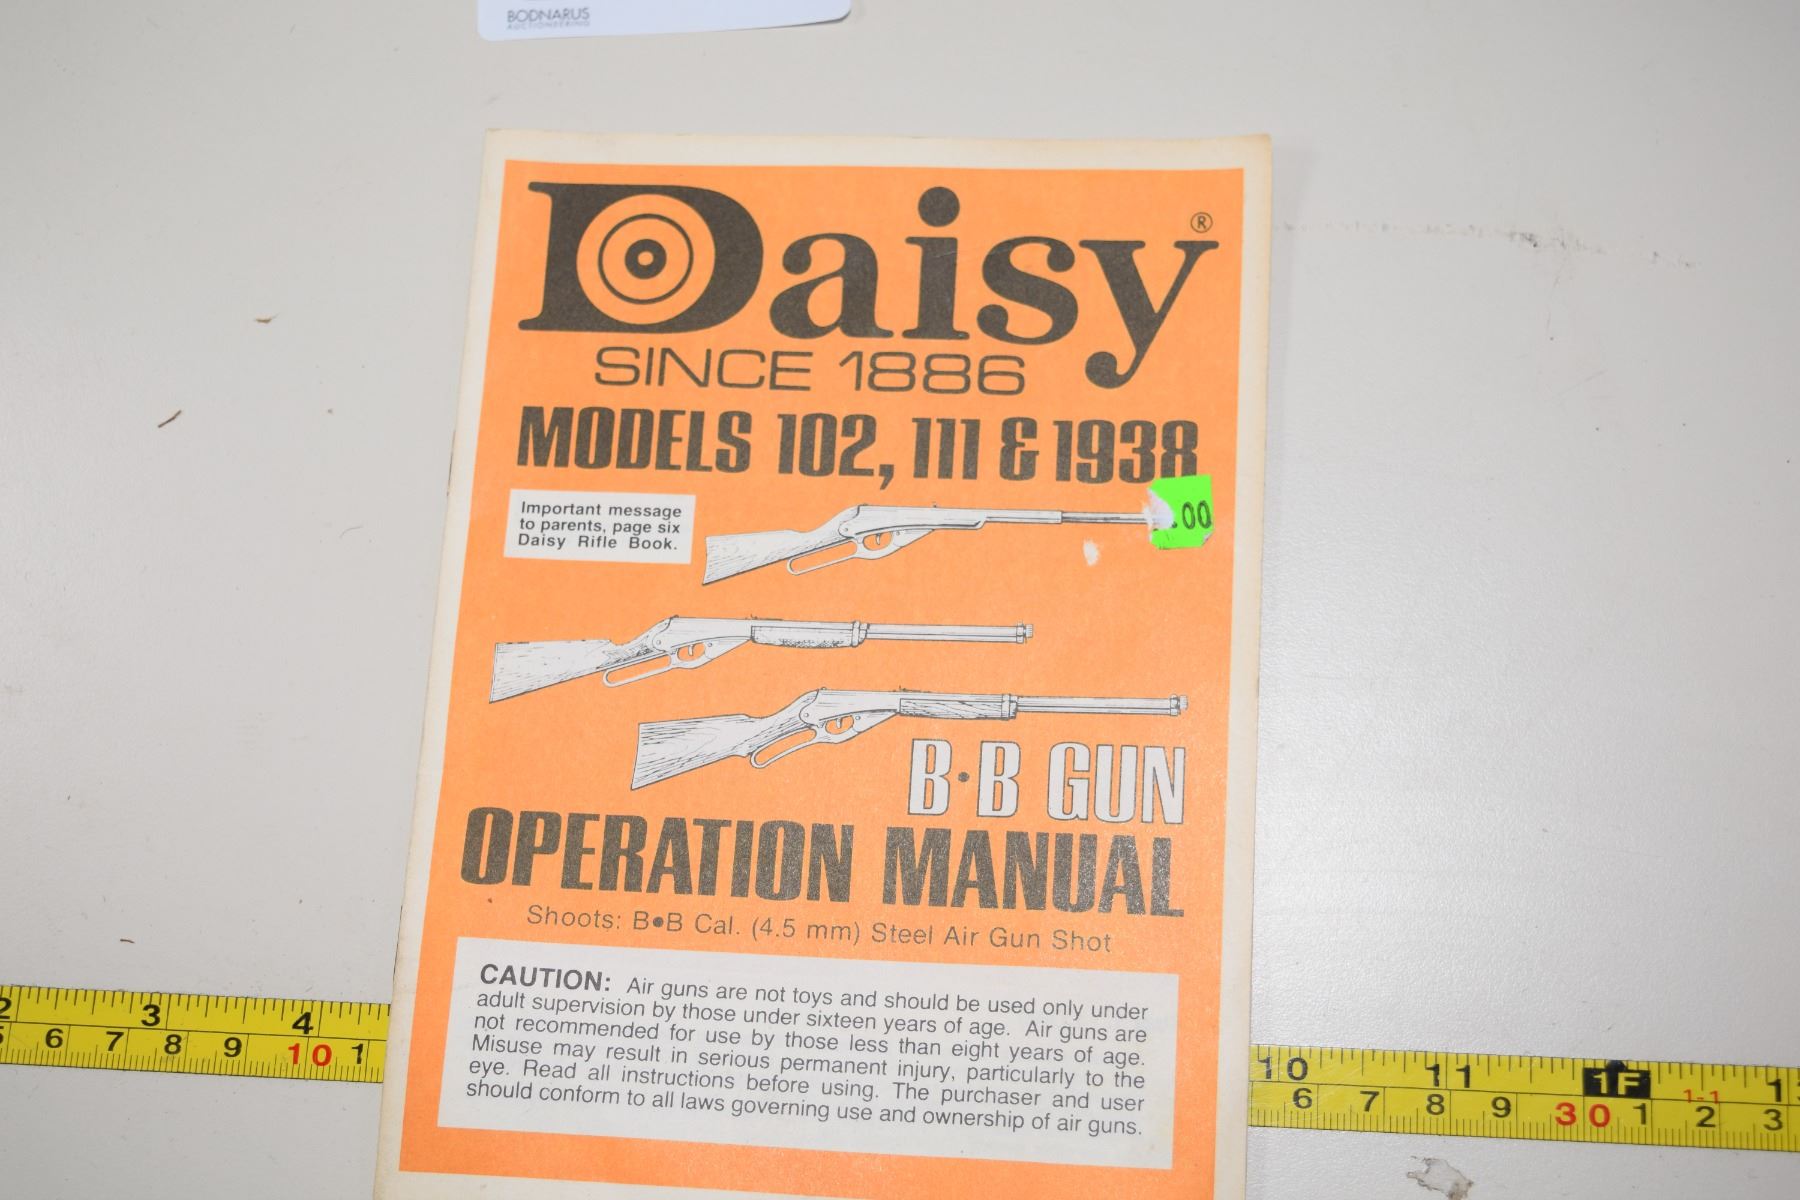 BODNARUS
AUCTIONEERING
Daisy®
SINCE 1886
MODELS 102, 111 & 1938
Important message
to parents, page six
Daisy Rifle Book.
.00
B•B GUN
OPERATION MANUAL
Shoots: B•B Cal. (4.5 mm) Steel Air Gun Shot
CAUTION: Air guns are not toys and should be used only under
adult supervision by those under sixteen years of age. Air guns are
not recommended for use by those less than eight years of age.
Misuse may result in serious permanent injury, particularly to the
eye. Read all instructions before using. The purchaser and user
should conform to all laws governing use and ownership of air guns.
2 3 4
6 7 8 9 10 1
10 11 1F 1-1 1
6 7 8 9 30 1 2 3